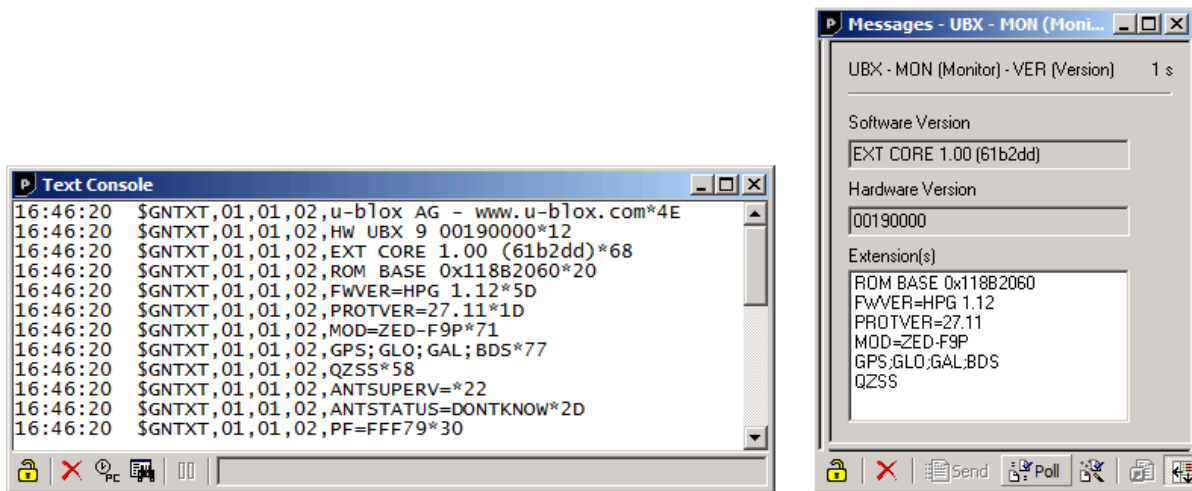 Text Console
16:46:20 $GNTXT,01,01,02,u-blox AG - www.u-blox.com*4E
16:46:20 $GNTXT,01,01,02,HW UBX 9 00190000*12
16:46:20 $GNTXT,01,01,02,EXT CORE 1.00 (61b2dd)*68
16:46:20 $GNTXT,01,01,02,ROM BASE 0x118B2060*20
16:46:20 $GNTXT,01,01,02,FWVER=HPG 1.12*5D
16:46:20 $GNTXT,01,01,02,PROTVER=27.11*1D
16:46:20 $GNTXT,01,01,02,MOD=ZED-F9P*71
16:46:20 $GNTXT,01,01,02,GPS;GLO;GAL;BDS*77
16:46:20 $GNTXT,01,01,02,QZSS*58
16:46:20 $GNTXT,01,01,02,ANTSUPERV=*22
16:46:20 $GNTXT,01,01,02,ANTSTATUS=DONTKNOW*2D
16:46:20 $GNTXT,01,01,02,PF=FFF79*30
PC
Messages - UBX - MON (Moni...
UBX - MON (Monitor) - VER (Version) 1 s
Software Version
EXT CORE 1.00 (61b2dd)
Hardware Version
00190000
Extension(s)
ROM BASE 0x118B2060
FWVER=HPG 1.12
PROTVER=27.11
MOD=ZED-F9P
GPS;GLO;GAL;BDS
QZSS
Send Poll